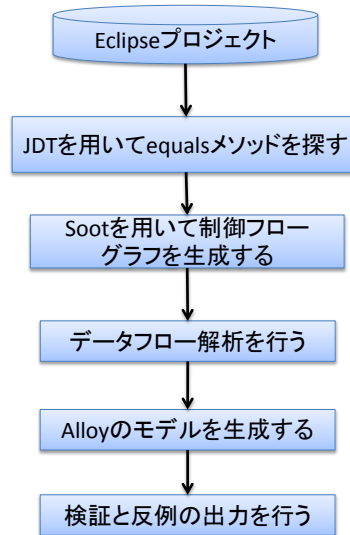 Eclipseプロジェクト
JDTを用いてequalsメソッドを探す
Sootを用いて制御フロー
グラフを生成する
データフロー解析を行う
Alloyのモデルを生成する
検証と反例の出力を行う